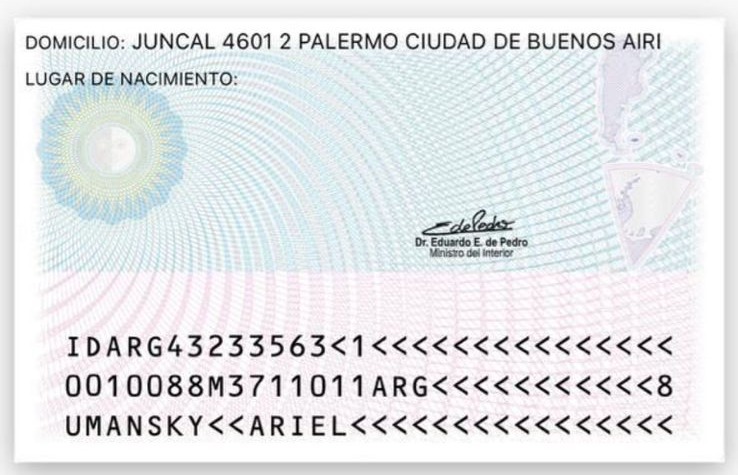 DOMICILIO: JUNCAL 4601 2 PALERMO CIUDAD DE BUENOS AIRI
LUGAR DE NACIMIENTO:
EdePedro
Dr. Eduardo E. de Pedro
Ministro del Interior
IDARG43233563<1<<<<<<<<<<<<<<<
0010088M3711011ARG<<<<<<<<<<<8
UMANSKY<<ARIEL<<<<<<<<<<<<<<<<